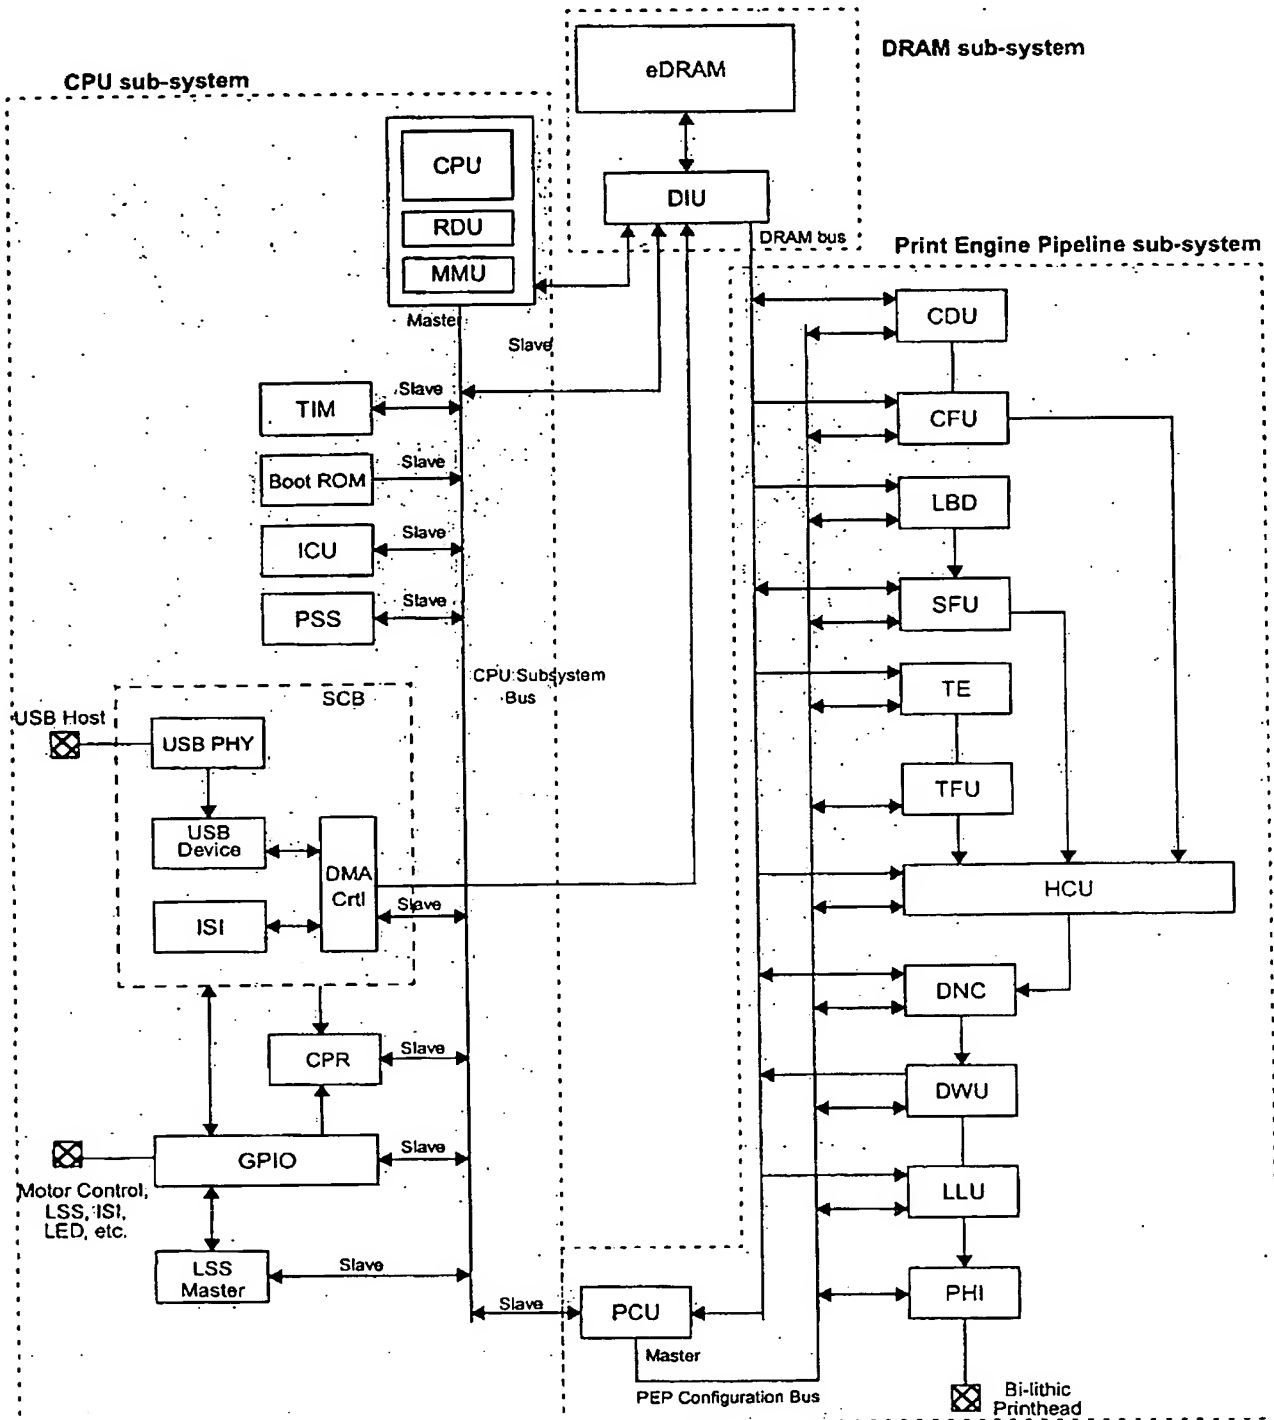 DRAM sub-system
CPU sub-system
eDRAM
CPU
RDU
MMU
DIU
DRAM bus
Print Engine Pipeline sub-system
Master
Slave
CDU
TIM
Slave
CFU
Boot ROM
Slave
LBD
ICU
Slave
SFU
PSS
Slave
CPU Subsystem
Bus
TE
SCB
USB Host
USB PHY
TFU
USB
Device
DMA
Crtl
Slave
HCU
ISI
DNC
CPR
Slave
DWU
GPIO
Slave
Motor Control,
LSS, ISI,
LED, etc.
LLU
LSS
Master
Slave
Slave
PCU
PHI
Master
PEP Configuration Bus
Bi-lithic
Printhead